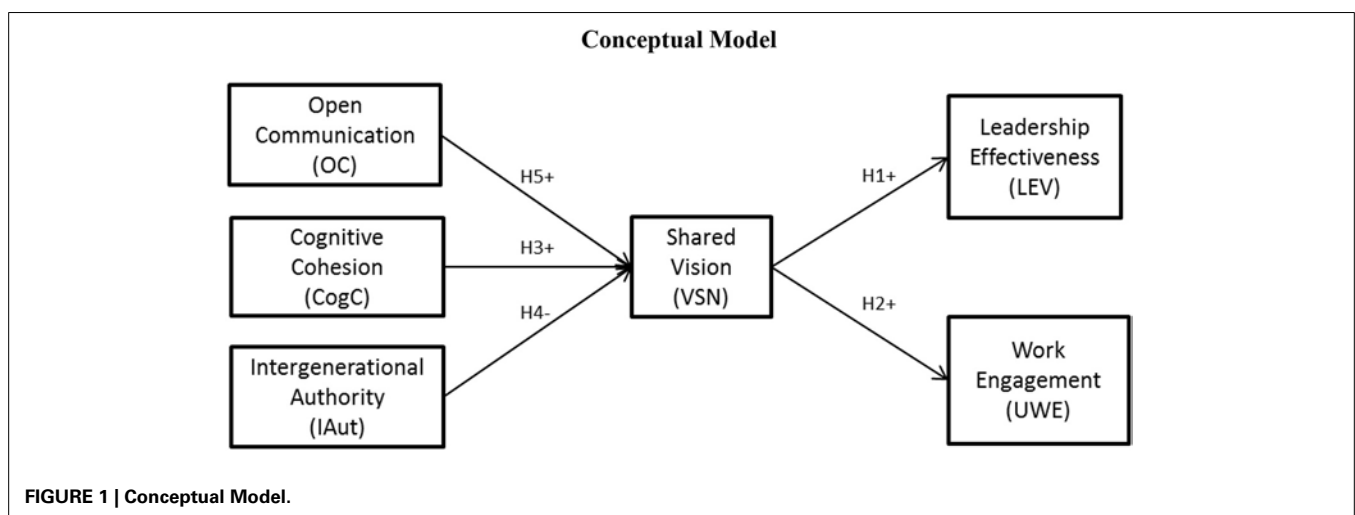 Conceptual Model
Open
Communication
(OC)
H5+
Cognitive
Cohesion
(CogC)
H3+
Intergenerational
Authority
(IAut)
H4-
Shared
Vision
(VSN)
H1+
Leadership
Effectiveness
(LEV)
H2+
Work
Engagement
(UWE)
FIGURE 1 | Conceptual Model.